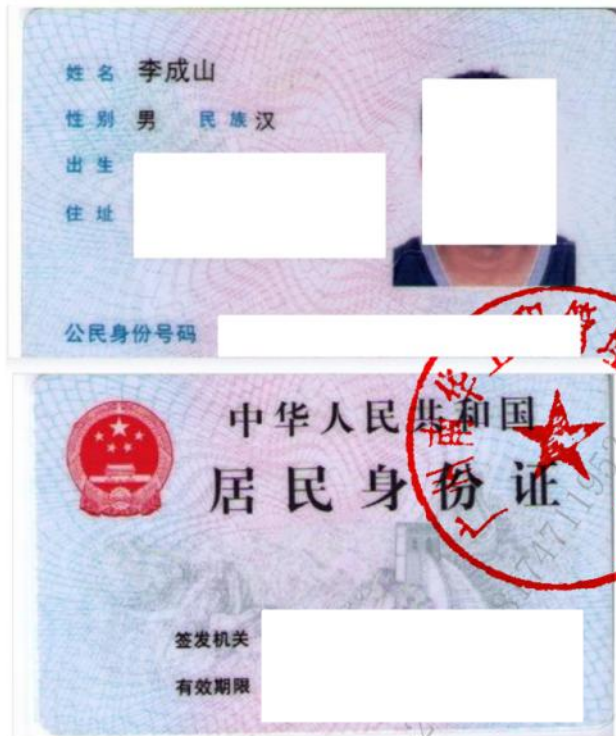 姓名 李成山
性别 男 民族 汉
出生
住址
公民身份号码
中华人民共和国
居民身份证
签发机关
有效期限